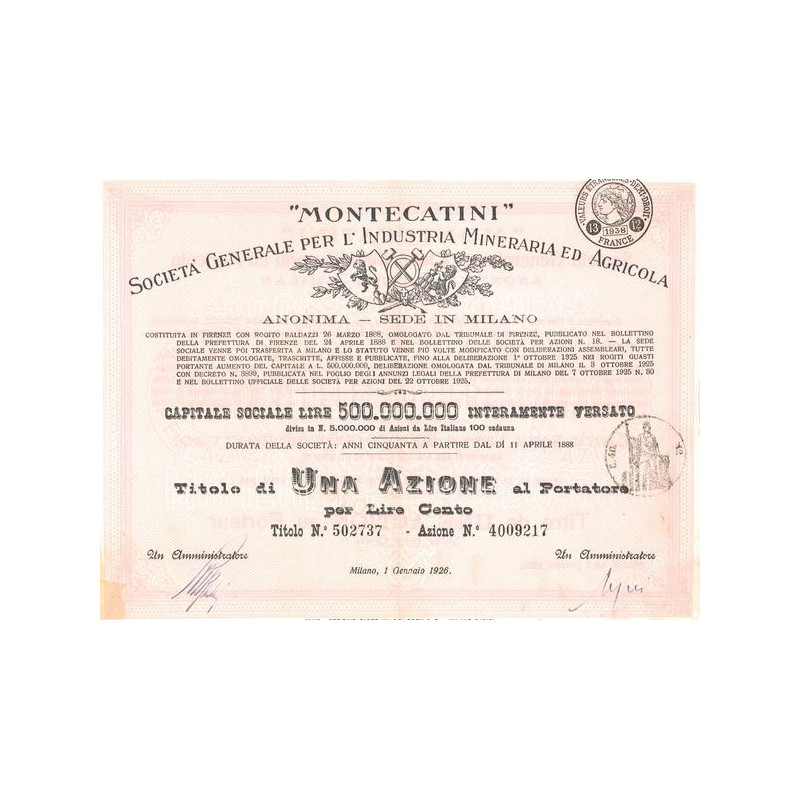 "MONTECATINI"
SOCIETÀ GENERALE PER L'INDUSTRIA MINERARIA ED AGRICOLA
VALEURS ÉTRANGÈRES-DEMI-DROIT
13 1938 12
FRANCE
ANONIMA — SEDE IN MILANO
COSTITUITA IN FIRENZE CON ROGITO BALDAZZI 26 MARZO 1888, OMOLOGATO DAL TRIBUNALE DI FIRENZE, PUBBLICATO NEL BOLLETTINO
DELLA PREFETTURA DI FIRENZE DEL 24 APRILE 1888 E NEL BOLLETTINO DELLE SOCIETÀ PER AZIONI N. 18. — LA SEDE
SOCIALE VENNE POI TRASFERITA A MILANO E LO STATUTO VENNE PIÙ VOLTE MODIFICATO CON DELIBERAZIONI ASSEMBLEARI, TUTTE
DEBITAMENTE OMOLOGATE, TRASCRITTE, AFFISSE E PUBBLICATE, FINO ALLA DELIBERAZIONE 1° OTTOBRE 1925 NEI ROGITI GUASTI
PORTANTE AUMENTO DEL CAPITALE A L. 500,000,000, DELIBERAZIONE OMOLOGATA DAL TRIBUNALE DI MILANO IL 3 OTTOBRE 1925
CON DECRETO N. 3899, PUBBLICATA NEL FOGLIO DEGLI ANNUNZI LEGALI DELLA PREFETTURA DI MILANO DEL 7 OTTOBRE 1925 N. 80
E NEL BOLLETTINO UFFICIALE DELLE SOCIETÀ PER AZIONI DEL 22 OTTOBRE 1925.
CAPITALE SOCIALE LIRE 500.000.000 INTERAMENTE VERSATO
diviso in N. 5.000.000 di Azioni da Lire Italiane 100 cadauna
DURATA DELLA SOCIETÀ: ANNI CINQUANTA A PARTIRE DAL DÌ 11 APRILE 1888
Titolo di UNA AZIONE al Portatore
per Lire Cento
Titolo N.° 502737 - Azione N.° 4009217
Un Amministratore Un Amministratore
Milano, 1 Gennaio 1926.